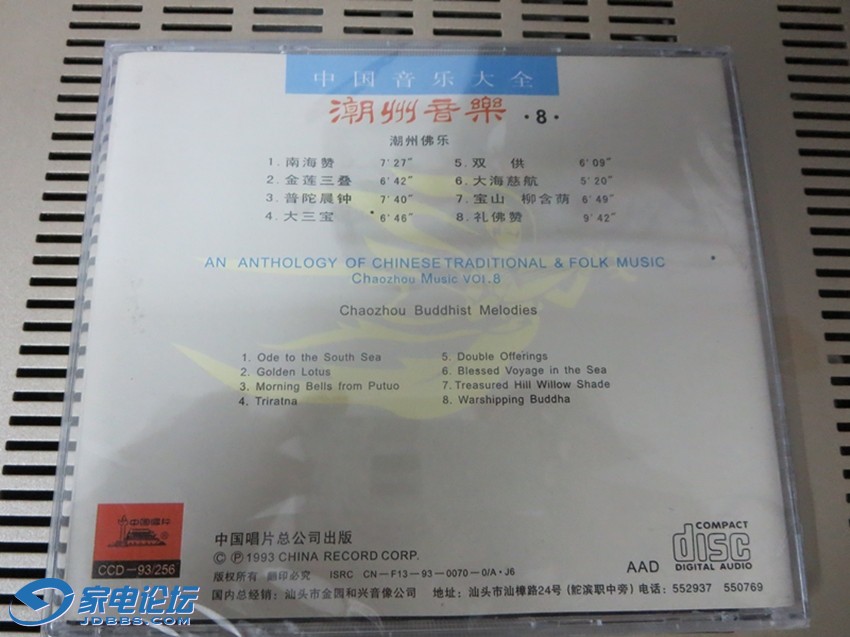 中国音乐大全
潮州音樂 ·8·
潮州佛乐
1. 南海赞 7'27" 5. 双 供 6'09"
2. 金莲三叠 6'42" 6. 大海慈航 5'20"
3. 普陀晨钟 7'40" 7. 宝山 柳含荫 6'49"
4. 大三宝 6'46" 8. 礼佛赞 9'42"
AN ANTHOLOGY OF CHINESE TRADITIONAL & FOLK MUSIC
Chaozhou Music VOl.8
Chaozhou Buddhist Melodies
1. Ode to the South Sea 5. Double Offerings
2. Golden Lotus 6. Blessed Voyage in the Sea
3. Morning Bells from Putuo 7. Treasured Hill Willow Shade
4. Triratna 8. Warshipping Buddha
中国唱片
CCD-93/256
中国唱片总公司出版
© ℗ 1993 CHINA RECORD CORP.
版权所有 翻印必究 ISRC CN-F13-93-0070-0/A·J6
AAD
COMPACT
disc
DIGITAL AUDIO
国内总经销: 汕头市金园和兴音像公司 地址: 汕头市汕樟路24号 (鮀滨职中旁) 电话: 552937 550769
家电论坛
JDBBS.COM